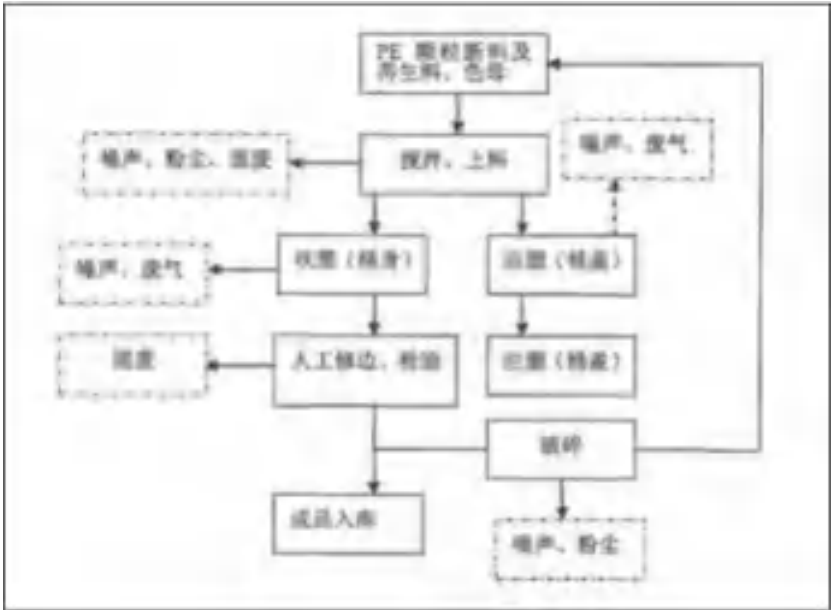 PE 颗粒新料及
再生料、色母
噪声、粉尘、固废
搅拌、上料
噪声、废气
噪声、废气
吹塑（桶身）
注塑（桶盖）
固废
人工修边、检验
注塑（桶盖）
破碎
成品入库
噪声、粉尘